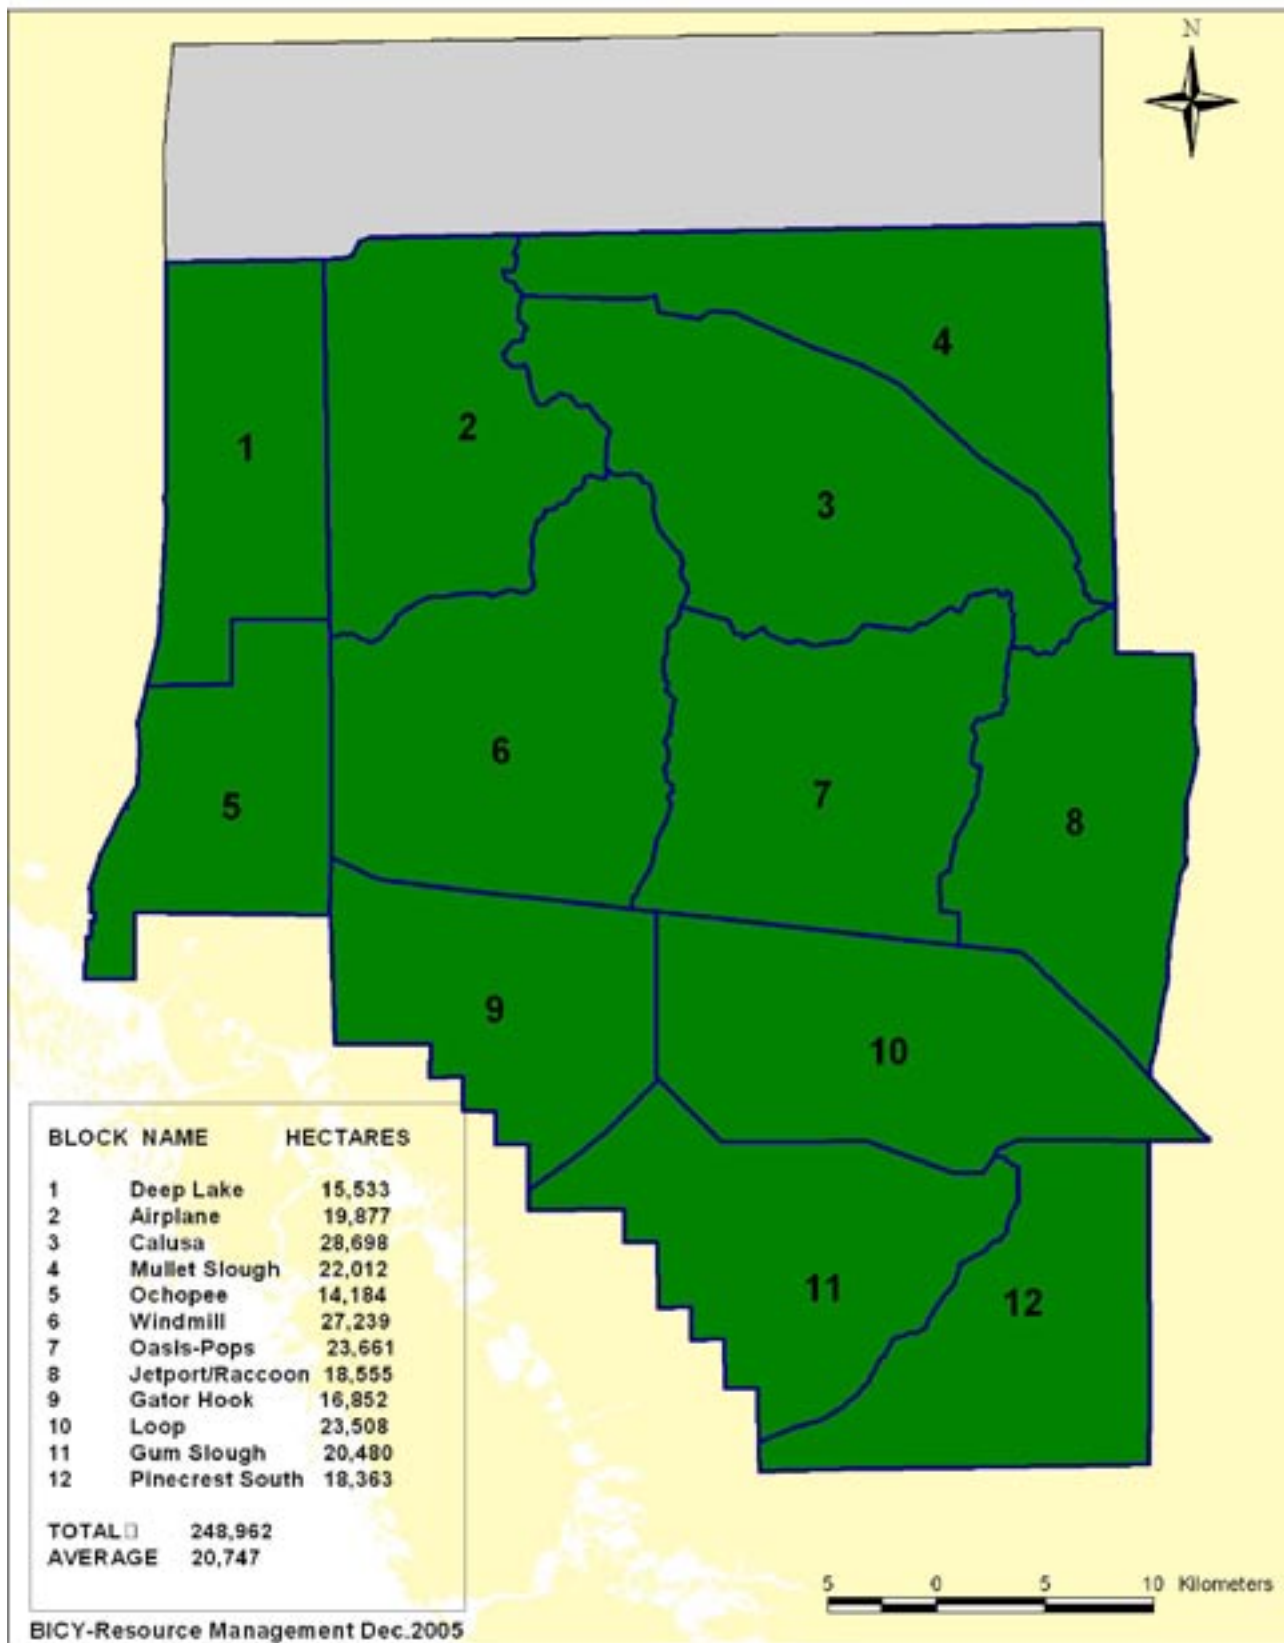 N
4
2
1
3
6
7
5
8
9
10
11
12
BLOCK NAME HECTARES
1 Deep Lake 15,533
2 Airplane 19,877
3 Calusa 28,698
4 Mullet Slough 22,012
5 Ochopee 14,184
6 Windmill 27,239
7 Oasis-Pops 23,661
8 Jetport/Raccoon 18,555
9 Gator Hook 16,852
10 Loop 23,508
11 Gum Slough 20,480
12 Pinecrest South 18,363
TOTAL□ 248,962
AVERAGE 20,747
5 0 5 10 Kilometers
BICY-Resource Management Dec.2005